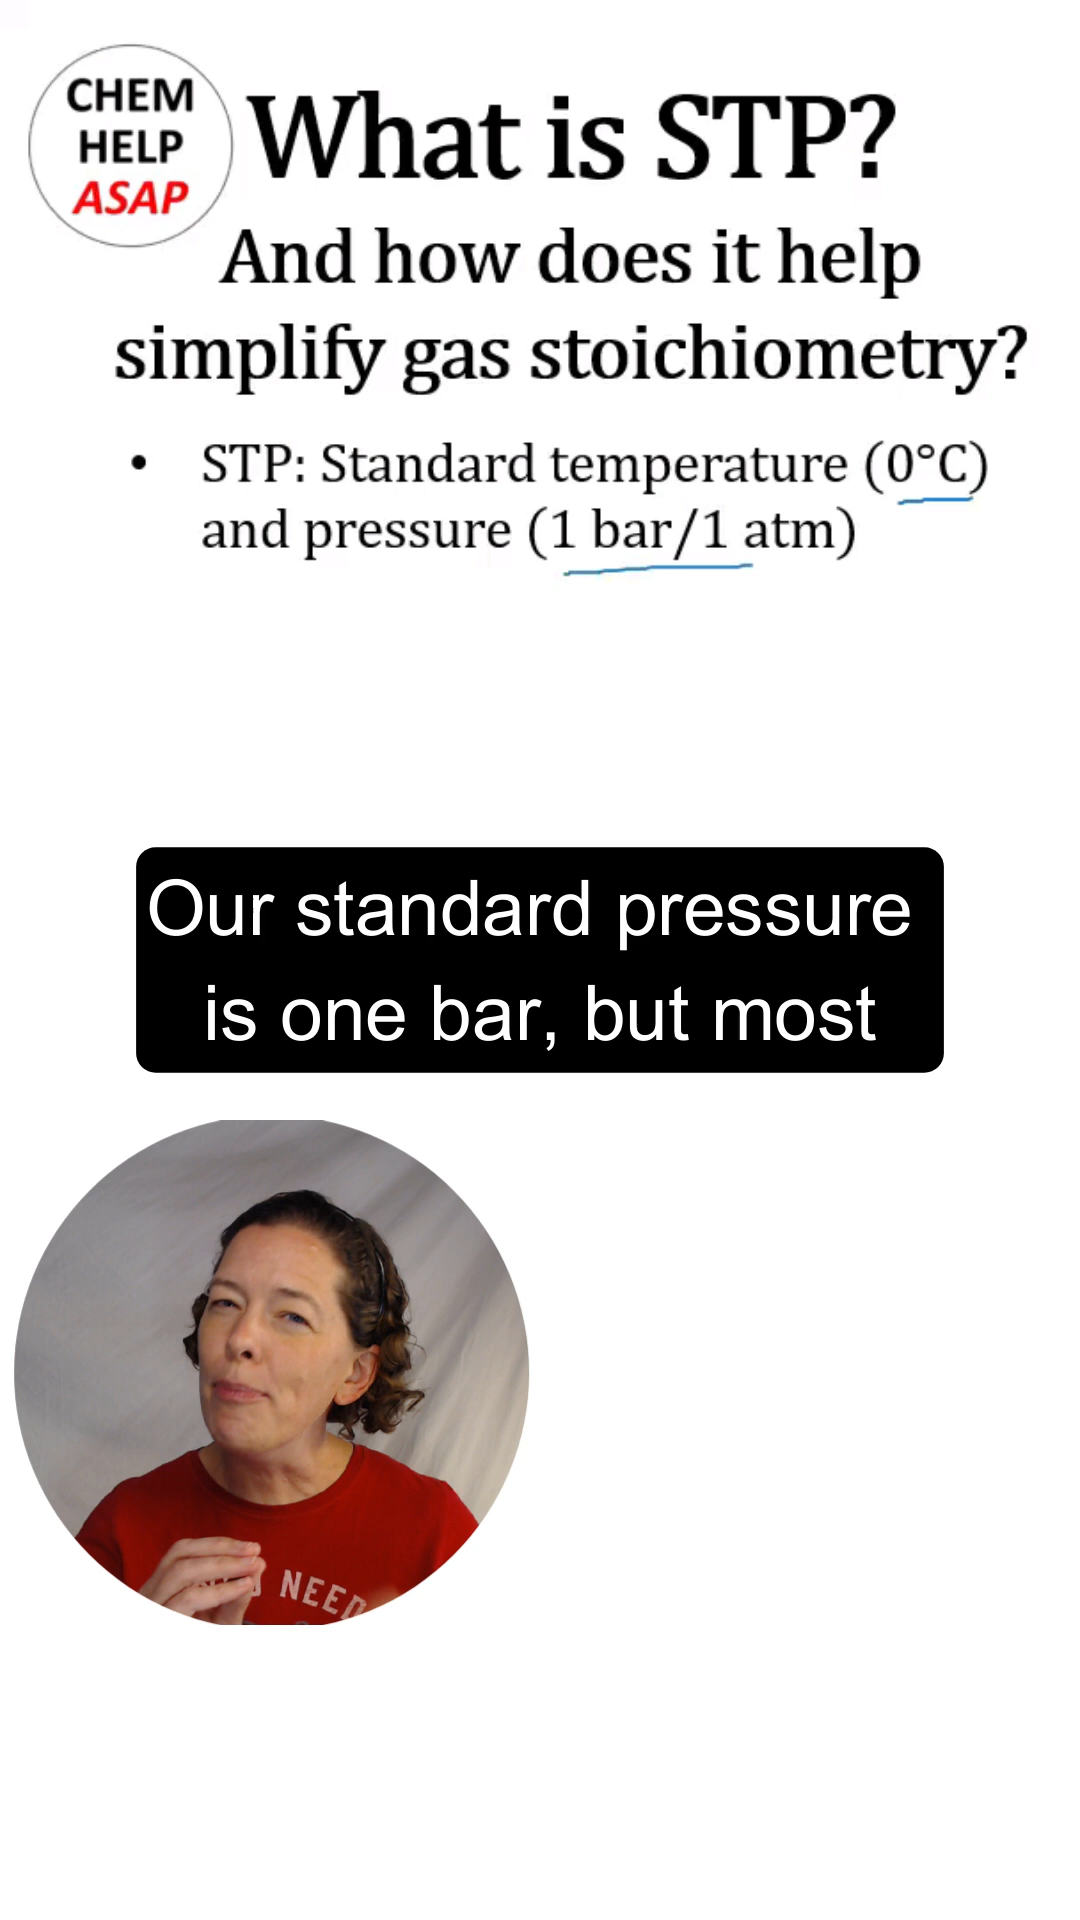 CHEM
HELP
ASAP
What is STP?
And how does it help
simplify gas stoichiometry?
• STP: Standard temperature (0°C)
and pressure (1 bar/1 atm)
Our standard pressure
is one bar, but most
NEED